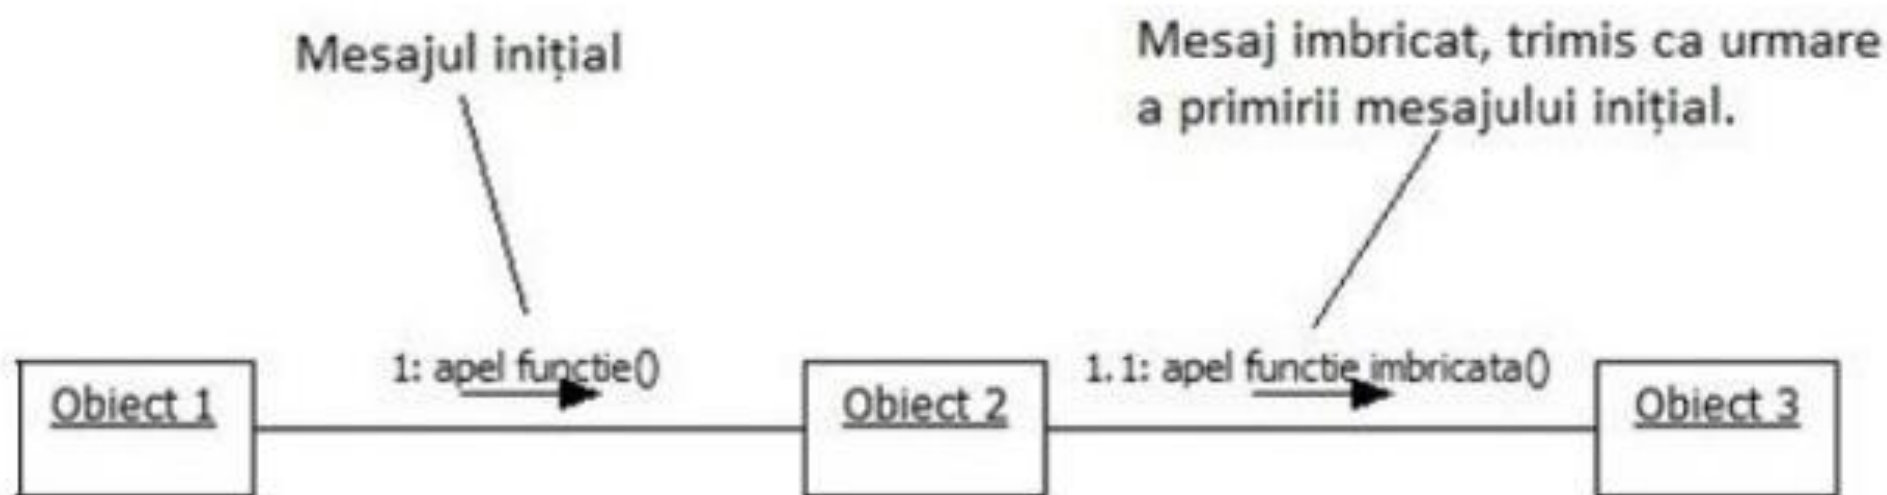 Mesajul inițial
Mesaj imbricat, trimis ca urmare
a primirii mesajului inițial.
1: apel functie()
1.1: apel functie imbricata()
Obiect 1
Obiect 2
Obiect 3